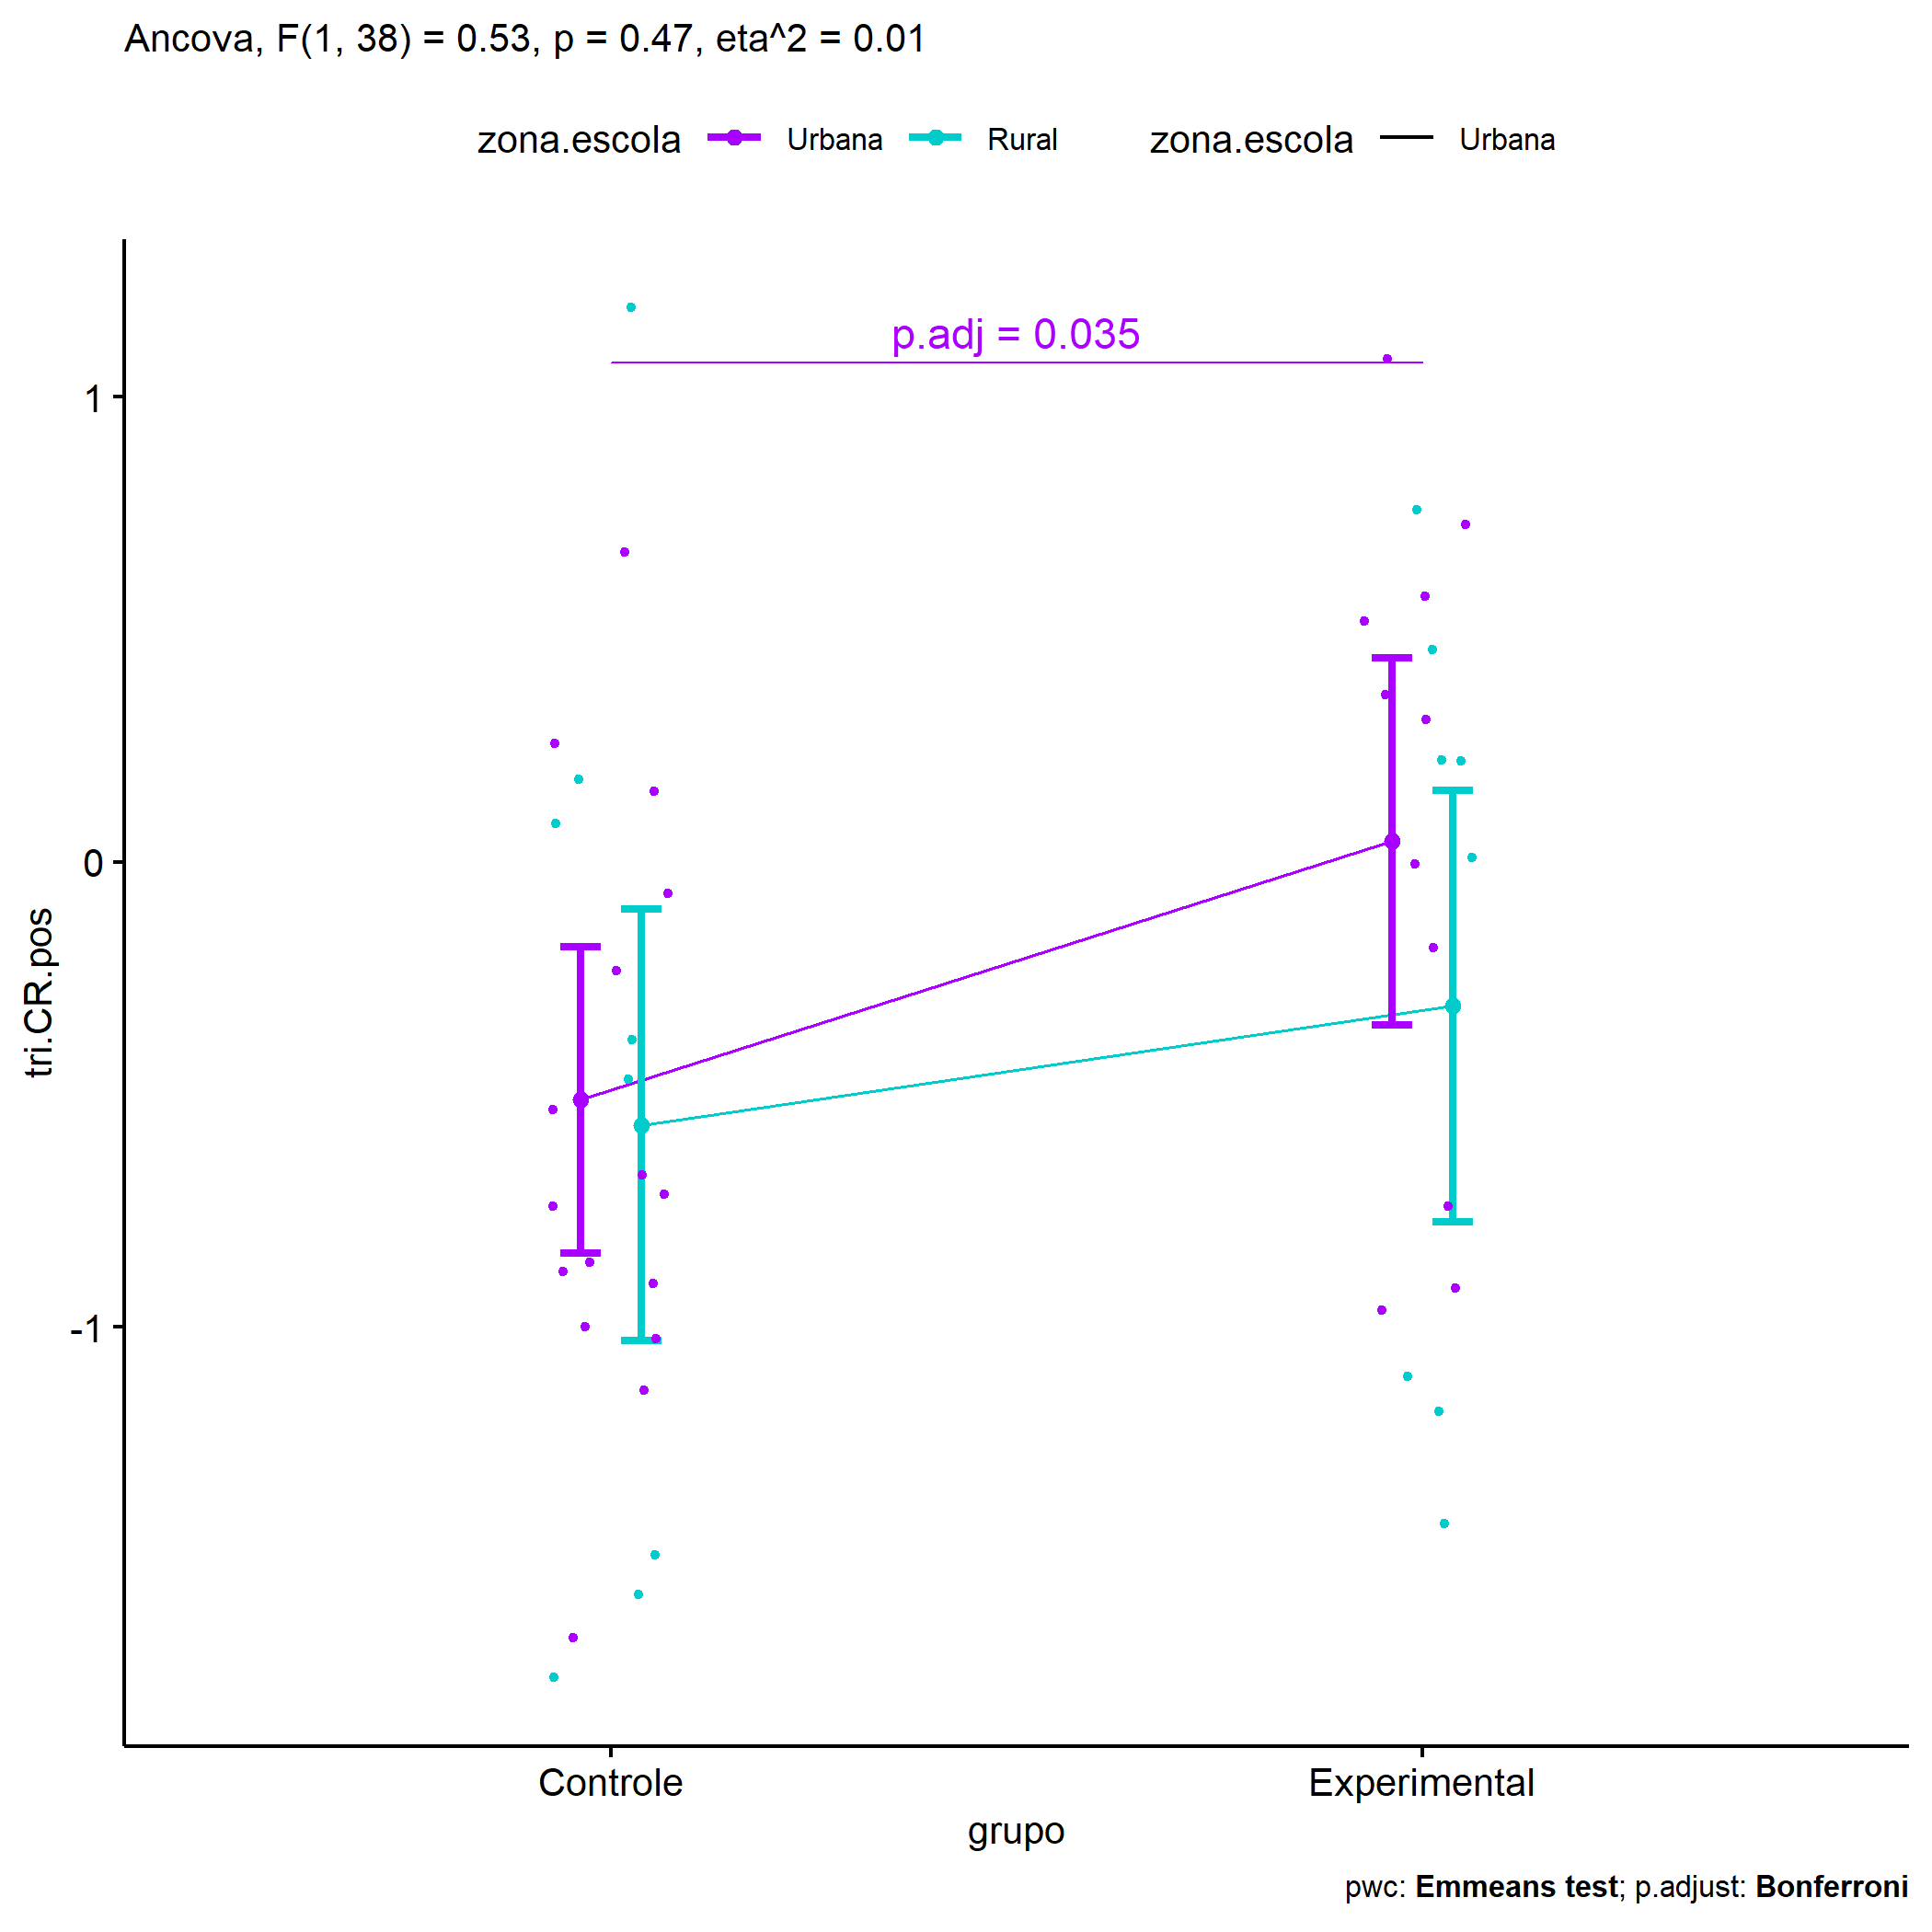 Ancova, F(1, 38) = 0.53, p = 0.47, eta^2 = 0.01
zona.escola Urbana Rural zona.escola Urbana
p.adj = 0.035
1
0
-1
tri.CR.pos
Controle Experimental
grupo
pwc: Emmeans test; p.adjust: Bonferroni